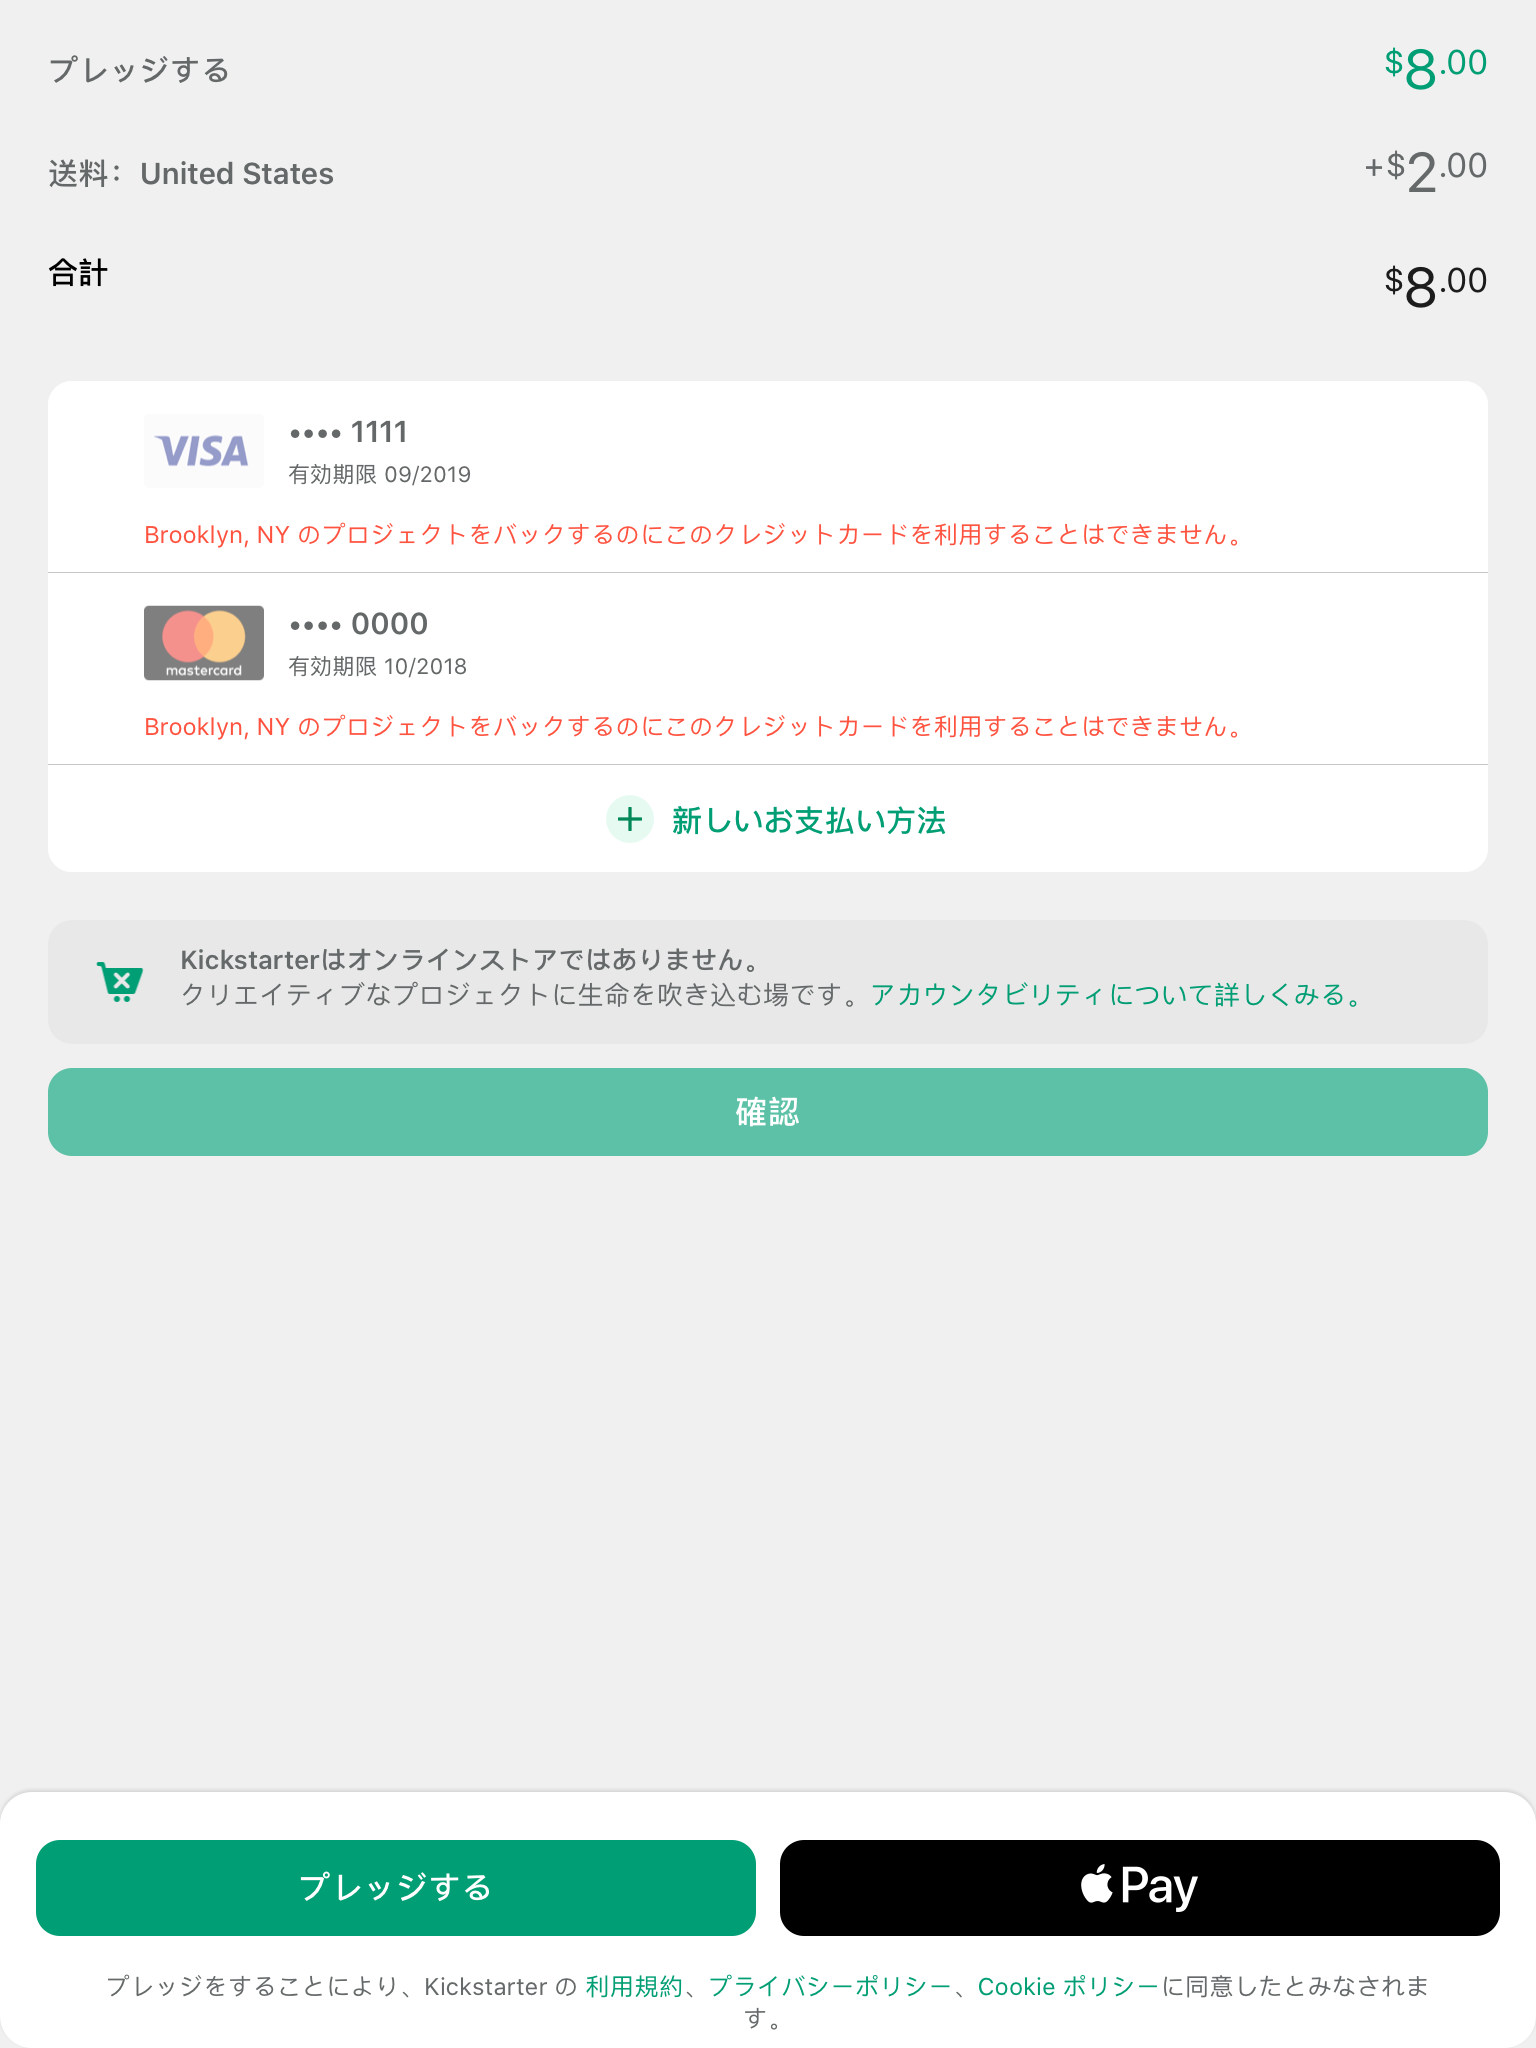 プレッジする
$8.00
送料： United States
+$2.00
合計
$8.00
VISA
•••• 1111
有効期限 09/2019
Brooklyn, NY のプロジェクトをバックするのにこのクレジットカードを利用することはできません。
mastercard
•••• 0000
有効期限 10/2018
Brooklyn, NY のプロジェクトをバックするのにこのクレジットカードを利用することはできません。
新しいお支払い方法
Kickstarterはオンラインストアではありません。
クリエイティブなプロジェクトに生命を吹き込む場です。アカウンタビリティについて詳しくみる。
確認
プレッジする
Pay
プレッジをすることにより、Kickstarter の 利用規約、プライバシーポリシー、Cookie ポリシーに同意したとみなされま
す。